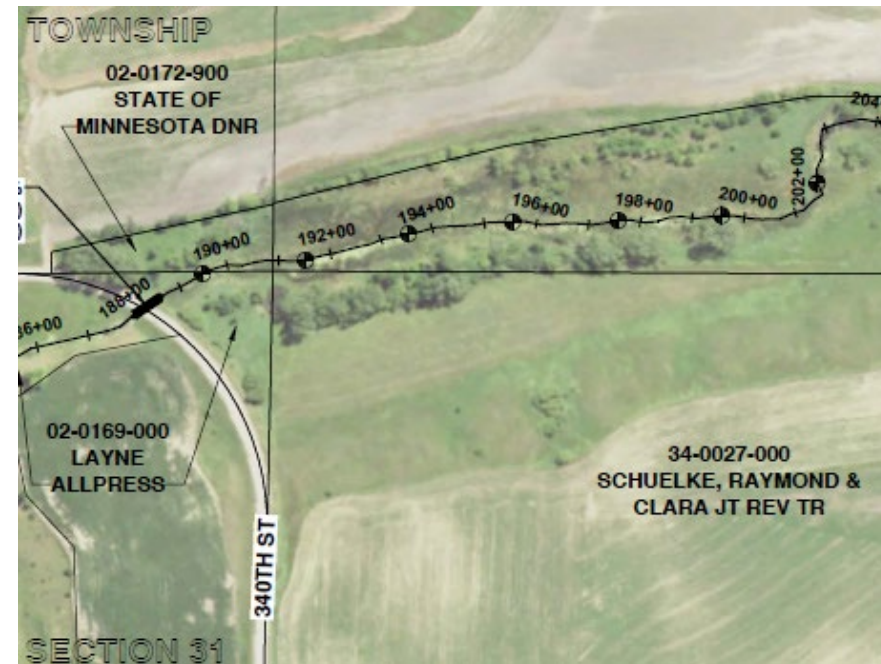 TOWNSHIP
02-0172-900
STATE OF
MINNESOTA DNR
204
202+00
200+00
198+00
196+00
194+00
192+00
190+00
188+00
36+00
02-0169-000
LAYNE
ALLPRESS
34-0027-000
SCHUELKE, RAYMOND &
CLARA JT REV TR
340TH ST
SECTION 31